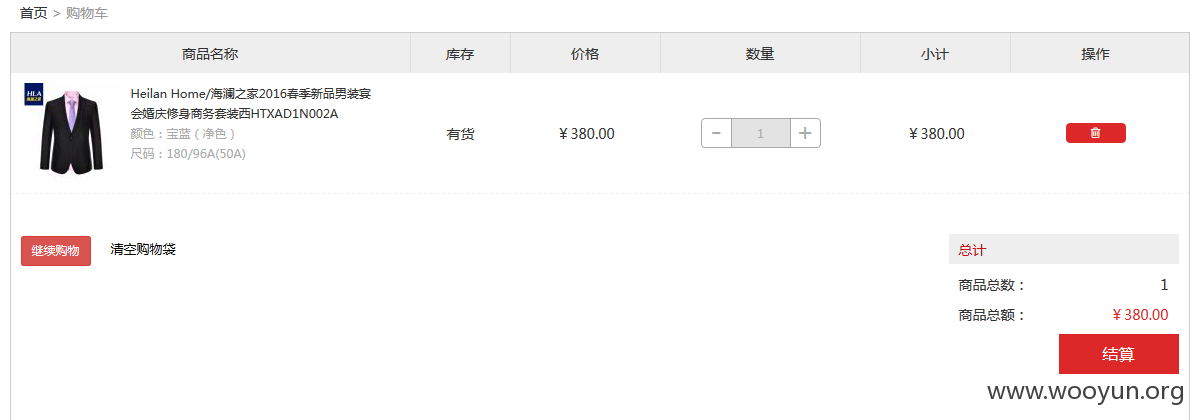 首页 > 购物车
商品名称 库存 价格 数量 小计 操作
HLA
海澜之家
Heilan Home/海澜之家2016春季新品男装宴
会婚庆修身商务套装西HTXAD1N002A
颜色：宝蓝（净色）
尺码：180/96A(50A)
有货 ¥ 380.00 − 1 + ¥ 380.00
继续购物 清空购物袋
总计
商品总数： 1
商品总额： ¥ 380.00
结算
www.wooyun.org